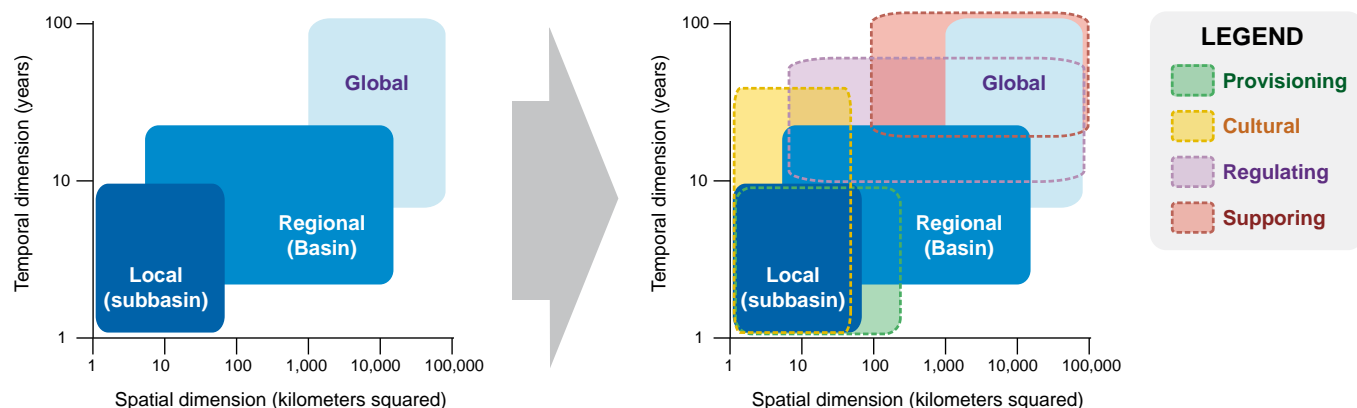 Temporal dimension (years)
100
10
1
Global
Regional
(Basin)
Local
(subbasin)
1
10
100
1,000
10,000
100,000
Spatial dimension (kilometers squared)
Temporal dimension (years)
100
10
1
Global
Regional
(Basin)
Local
(subbasin)
1
10
100
1,000
10,000
100,000
Spatial dimension (kilometers squared)
LEGEND
Provisioning
Cultural
Regulating
Supporing